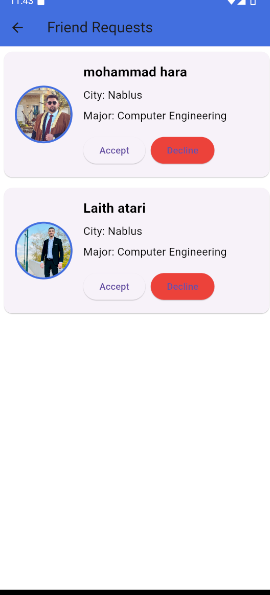 11:43
Friend Requests
mohammad hara
City: Nablus
Major: Computer Engineering
Accept Decline
Laith atari
City: Nablus
Major: Computer Engineering
Accept Decline